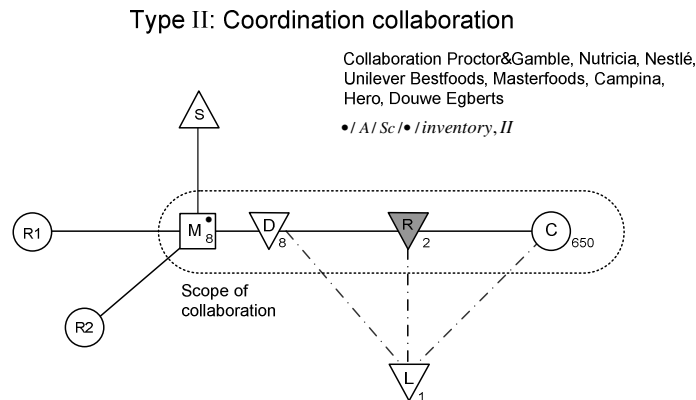 Type II: Coordination collaboration
Collaboration Proctor&Gamble, Nutricia, Nestlé,
Unilever Bestfoods, Masterfoods, Campina,
Hero, Douwe Egberts
•/ A/ Sc/•/ inventory, II
S
R1
M
8
D
8
R
2
C
650
R2
Scope of
collaboration
L
1